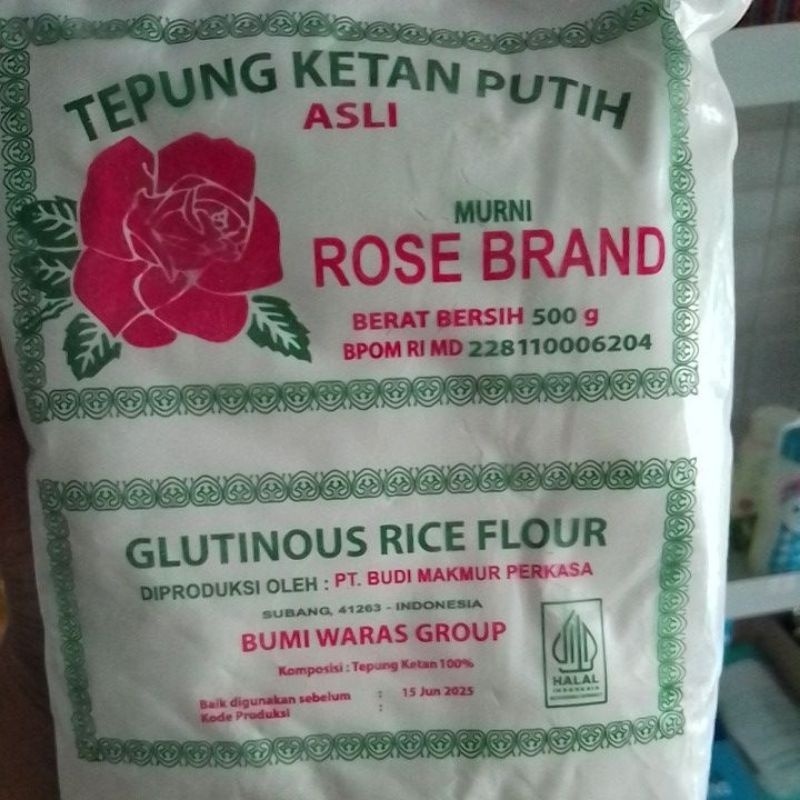 TEPUNG KETAN PUTIH
ASLI
MURNI
ROSE BRAND
BERAT BERSIH 500 g
BPOM RI MD 228110006204
GLUTINOUS RICE FLOUR
DIPRODUKSI OLEH : PT. BUDI MAKMUR PERKASA
SUBANG, 41263 - INDONESIA
BUMI WARAS GROUP
Komposisi : Tepung Ketan 100%
Baik digunakan sebelum : 15 Jun 2025
Kode Produksi :
HALAL
INDONESIA